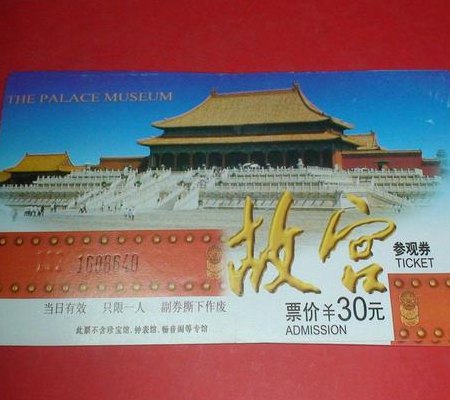 THE PALACE MUSEUM
故宫
参观券
TICKET
1698640
当日有效 只限一人 副券撕下作废
票价¥30元
ADMISSION
此票不含珍宝馆、钟表馆、畅音阁等专馆